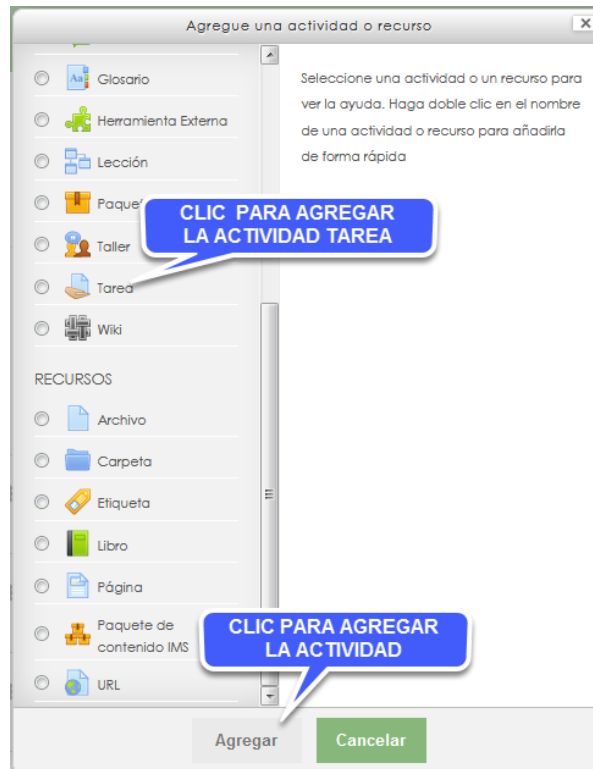 Agregue una actividad o recurso
Glosario
Herramienta Externa
Lección
Paque
Taller
Tarea
Wiki
RECURSOS
Archivo
Carpeta
Etiqueta
Libro
Página
Paquete de
contenido IMS
URL
Seleccione una actividad o un recurso para
ver la ayuda. Haga doble clic en el nombre
de una actividad o recurso para añadirla
de forma rápida
CLIC PARA AGREGAR
LA ACTIVIDAD TAREA
CLIC PARA AGREGAR
LA ACTIVIDAD
Agregar
Cancelar